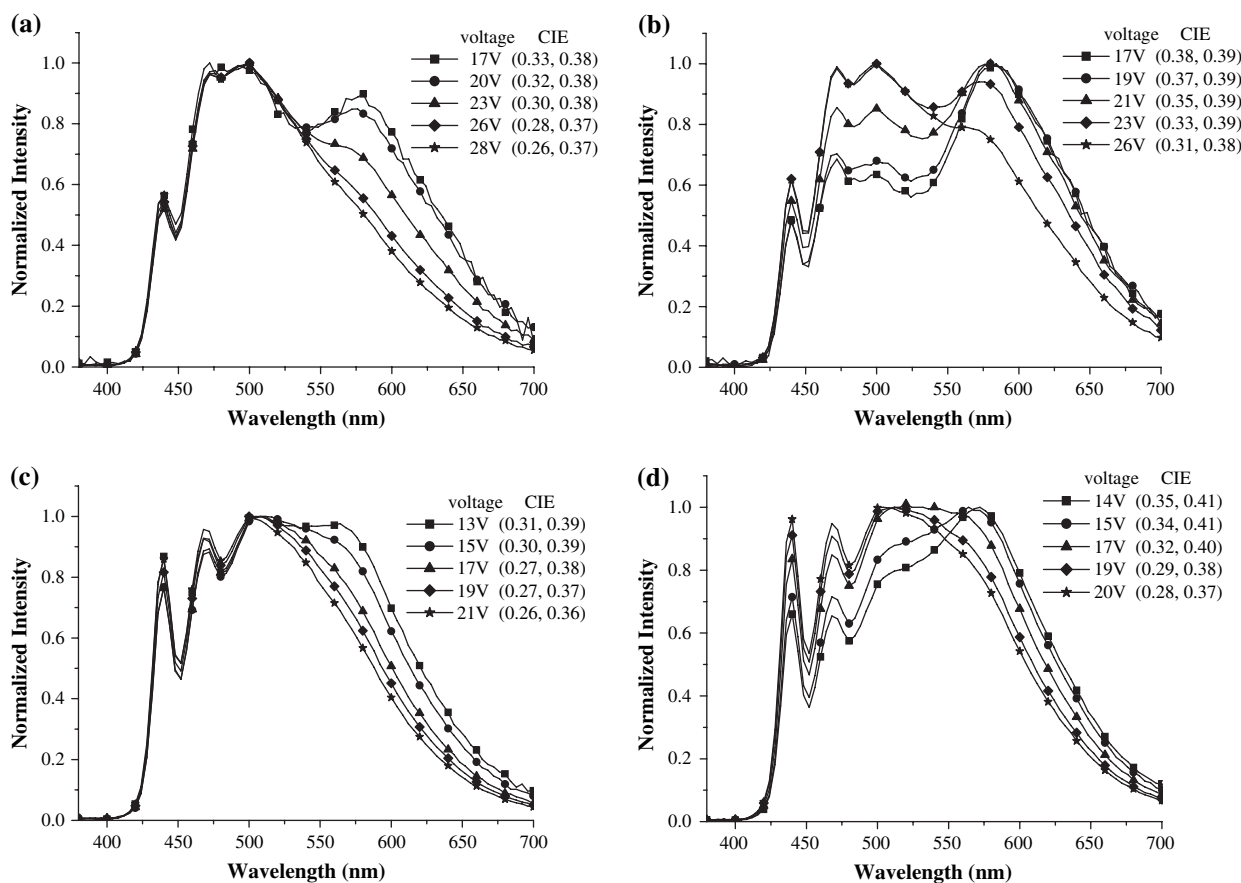 (a)
voltage CIE
17V (0.33, 0.38)
20V (0.32, 0.38)
23V (0.30, 0.38)
26V (0.28, 0.37)
28V (0.26, 0.37)
Normalized Intensity
1.0
0.8
0.6
0.4
0.2
0.0
400 450 500 550 600 650 700
Wavelength (nm)
(b)
voltage CIE
17V (0.38, 0.39)
19V (0.37, 0.39)
21V (0.35, 0.39)
23V (0.33, 0.39)
26V (0.31, 0.38)
Normalized Intensity
1.0
0.8
0.6
0.4
0.2
0.0
400 450 500 550 600 650 700
Wavelength (nm)
(c)
voltage CIE
13V (0.31, 0.39)
15V (0.30, 0.39)
17V (0.27, 0.38)
19V (0.27, 0.37)
21V (0.26, 0.36)
Normalized Intensity
1.0
0.8
0.6
0.4
0.2
0.0
400 450 500 550 600 650 700
Wavelength (nm)
(d)
voltage CIE
14V (0.35, 0.41)
15V (0.34, 0.41)
17V (0.32, 0.40)
19V (0.29, 0.38)
20V (0.28, 0.37)
Normalized Intensity
1.0
0.8
0.6
0.4
0.2
0.0
400 450 500 550 600 650 700
Wavelength (nm)